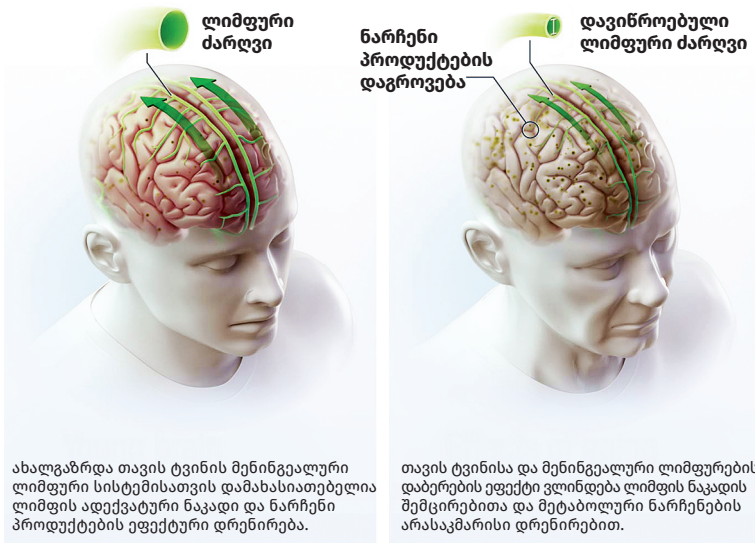 ლიმფური
ძარღვი
ნარჩენი
პროდუქტების
დაგროვება
დავიწროებული
ლიმფური ძარღვი
ახალგაზრდა თავის ტვინის მენინგეალური
ლიმფური სისტემისათვის დამახასიათებელია
ლიმფის ადექვატური ნაკადი და ნარჩენი
პროდუქტების ეფექტური დრენირება.
თავის ტვინისა და მენინგეალური ლიმფურების
დაბერების ეფექტი ვლინდება ლიმფის ნაკადის
შემცირებითა და მეტაბოლური ნარჩენების
არასაკმარისი დრენირებით.